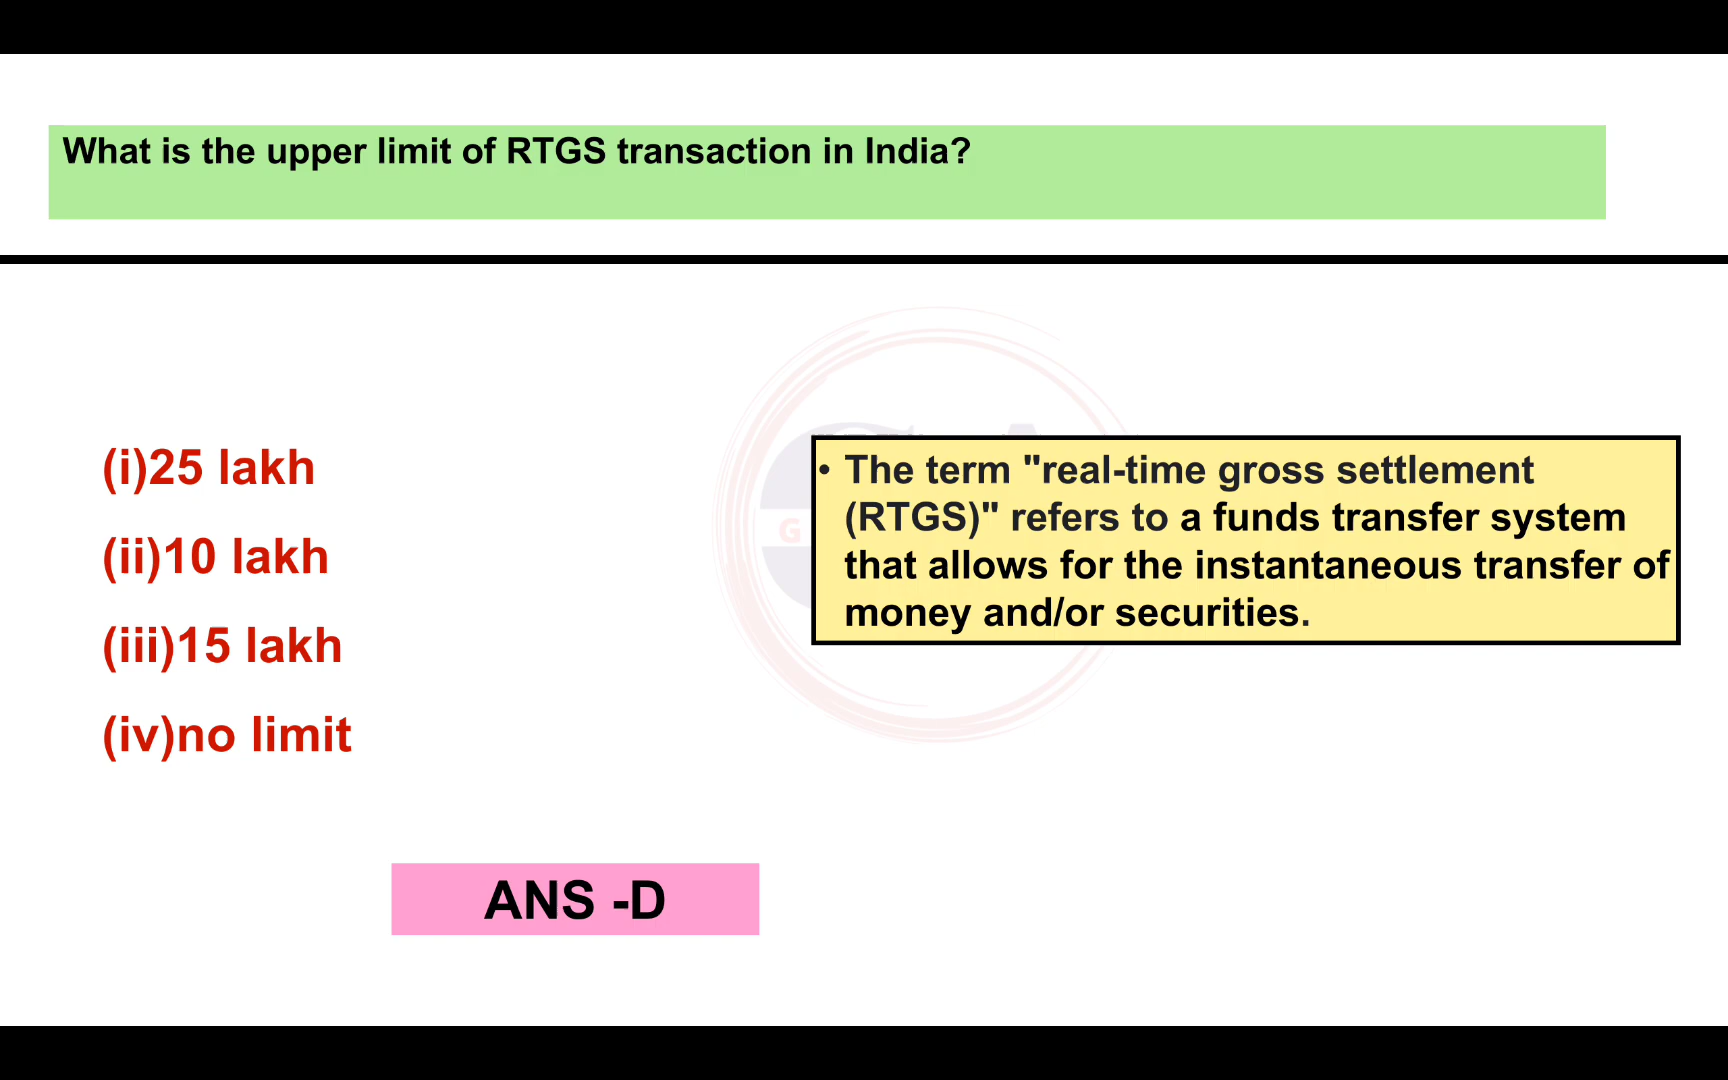 What is the upper limit of RTGS transaction in India?
(i)25 lakh
(ii)10 lakh
(iii)15 lakh
(iv)no limit
• The term "real-time gross settlement
(RTGS)" refers to a funds transfer system
that allows for the instantaneous transfer of
money and/or securities.
G
ANS -D